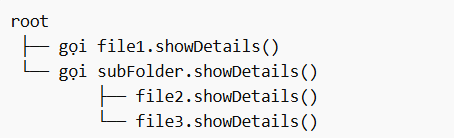 root
├── gọi file1.showDetails()
└── gọi subFolder.showDetails()
├── file2.showDetails()
└── file3.showDetails()